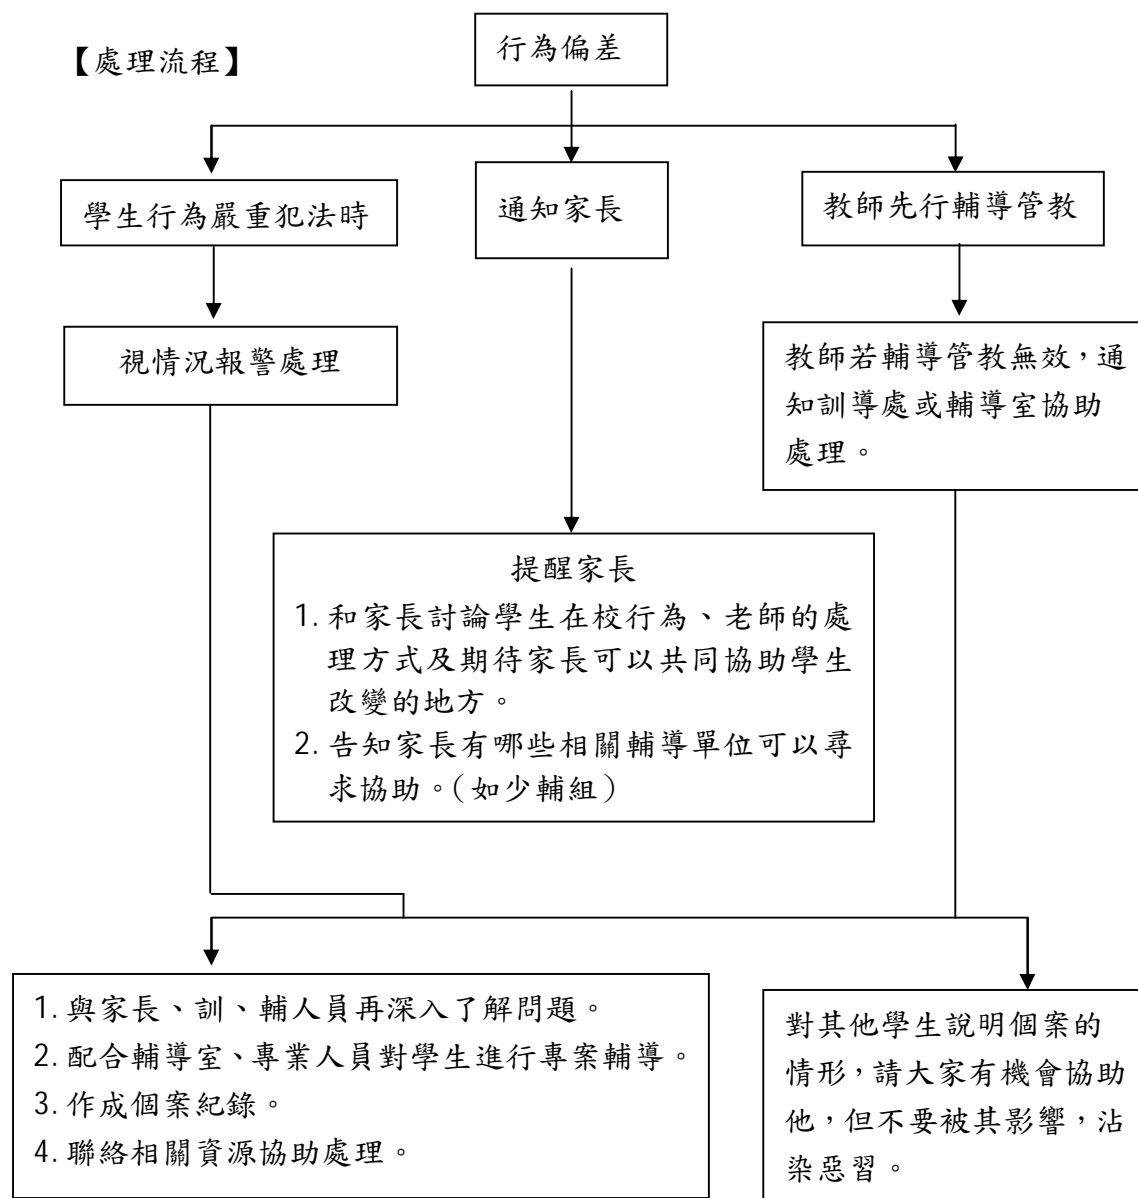 【處理流程】
行為偏差
學生行為嚴重犯法時
通知家長
教師先行輔導管教
視情況報警處理
教師若輔導管教無效，通
知訓導處或輔導室協助
處理。
提醒家長
1. 和家長討論學生在校行為、老師的處
理方式及期待家長可以共同協助學生
改變的地方。
2. 告知家長有哪些相關輔導單位可以尋
求協助。（如少輔組）
1. 與家長、訓、輔人員再深入了解問題。
2. 配合輔導室、專業人員對學生進行專案輔導。
3. 作成個案紀錄。
4. 聯絡相關資源協助處理。
對其他學生說明個案的
情形，請大家有機會協助
他，但不要被其影響，沾
染惡習。